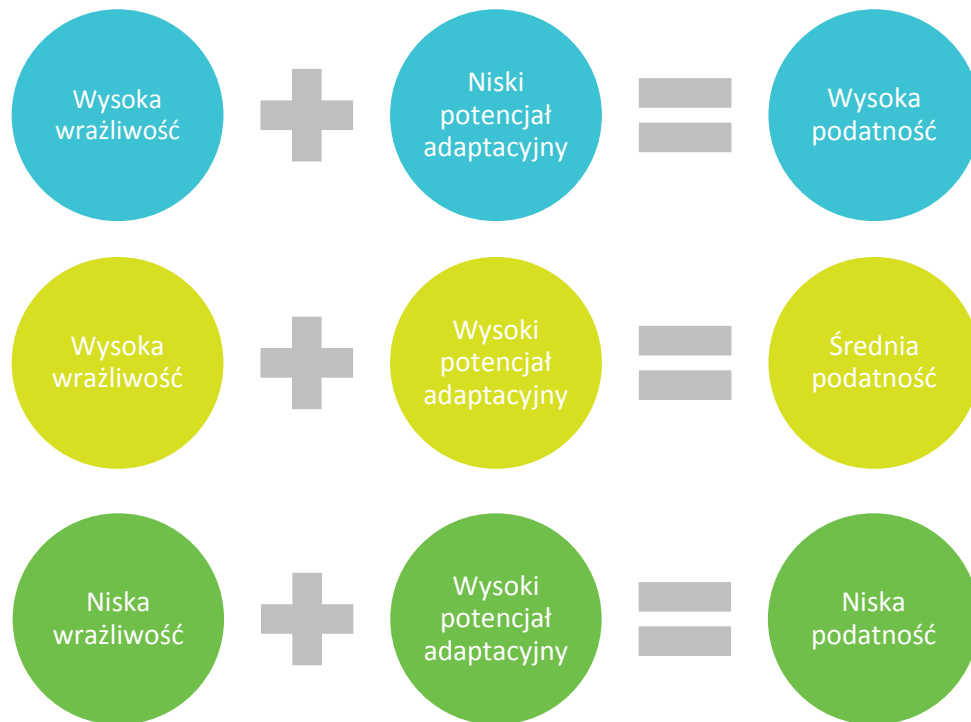 Wysoka
wrażliwość
Niski
potencjał
adaptacyjny
Wysoka
podatność
Wysoka
wrażliwość
Wysoki
potencjał
adaptacyjny
Średnia
podatność
Niska
wrażliwość
Wysoki
potencjał
adaptacyjny
Niska
podatność